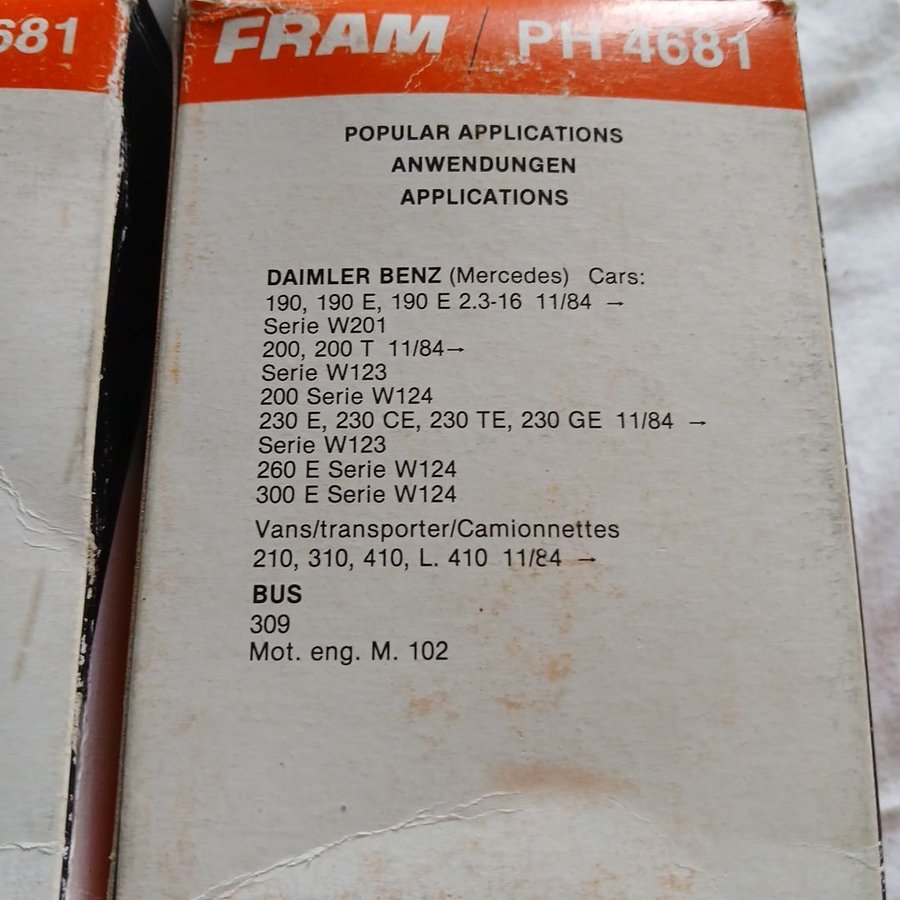 681
FRAM / PH 4681
POPULAR APPLICATIONS
ANWENDUNGEN
APPLICATIONS
DAIMLER BENZ (Mercedes) Cars:
190, 190 E, 190 E 2.3-16 11/84 →
Serie W201
200, 200 T 11/84→
Serie W123
200 Serie W124
230 E, 230 CE, 230 TE, 230 GE 11/84 →
Serie W123
260 E Serie W124
300 E Serie W124
Vans/transporter/Camionnettes
210, 310, 410, L. 410 11/84 →
BUS
309
Mot. eng. M. 102